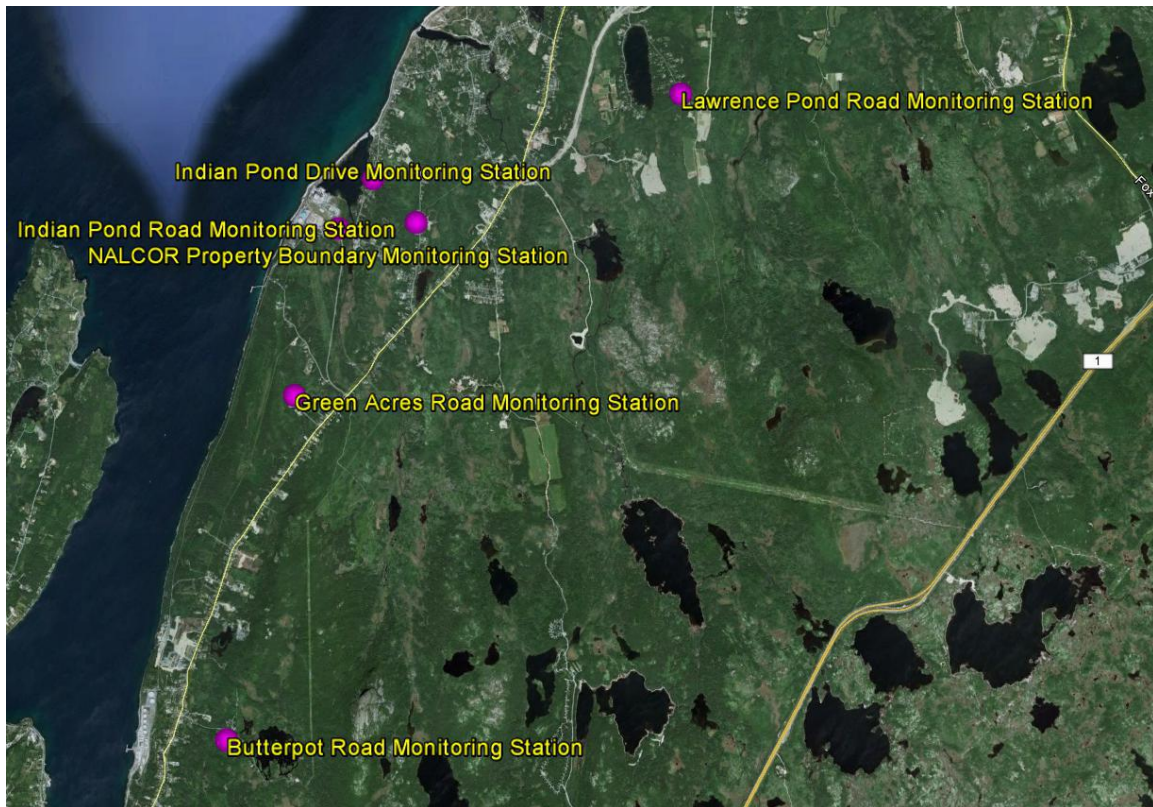 Lawrence Pond Road Monitoring Station
Indian Pond Drive Monitoring Station
Fox
Indian Pond Road Monitoring Station
NALCOR Property Boundary Monitoring Station
1
Green Acres Road Monitoring Station
Butterpot Road Monitoring Station